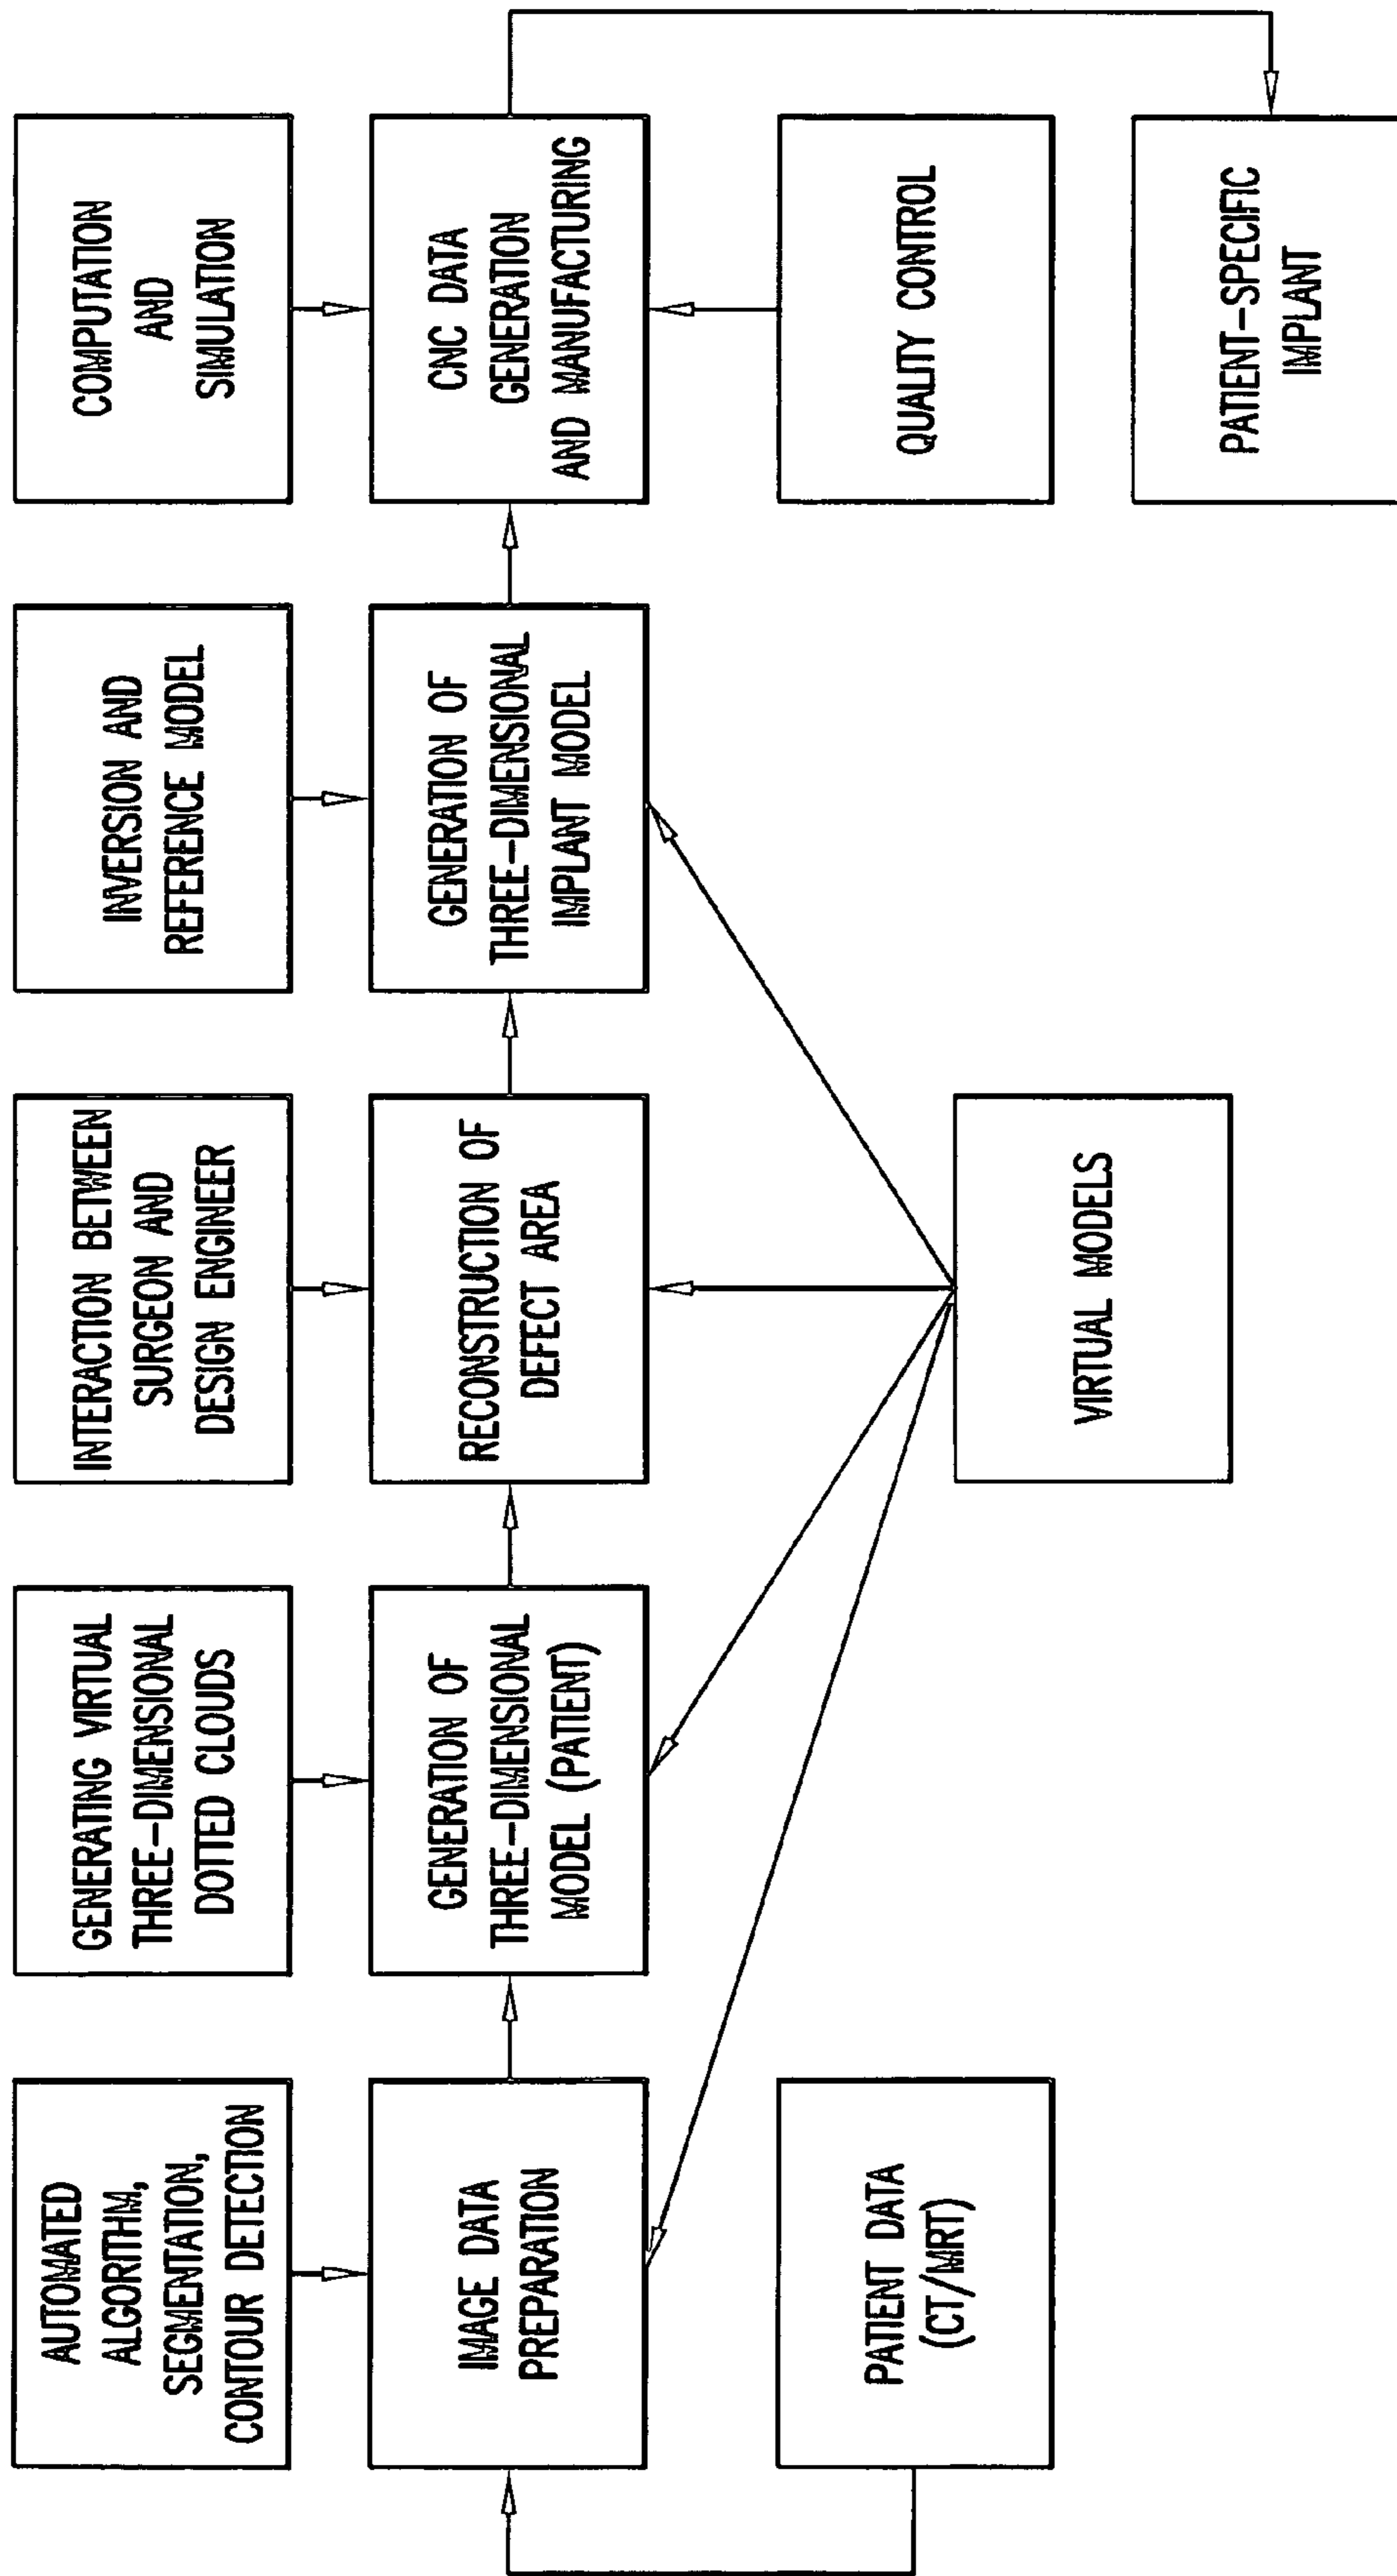 AUTOMATED
ALGORITHM,
SEGMENTATION,
CONTOUR DETECTION
GENERATING VIRTUAL
THREE-DIMENSIONAL
DOTTED CLOUDS
INTERACTION BETWEEN
SURGEON AND
DESIGN ENGINEER
INVERSION AND
REFERENCE MODEL
COMPUTATION
AND
SIMULATION
IMAGE DATA
PREPARATION
GENERATION OF
THREE-DIMENSIONAL
MODEL (PATIENT)
RECONSTRUCTION OF
DEFECT AREA
GENERATION OF
THREE-DIMENSIONAL
IMPLANT MODEL
CNC DATA
GENERATION
AND MANUFACTURING
PATIENT DATA
(CT/MRT)
VIRTUAL MODELS
QUALITY CONTROL
PATIENT-SPECIFIC
IMPLANT